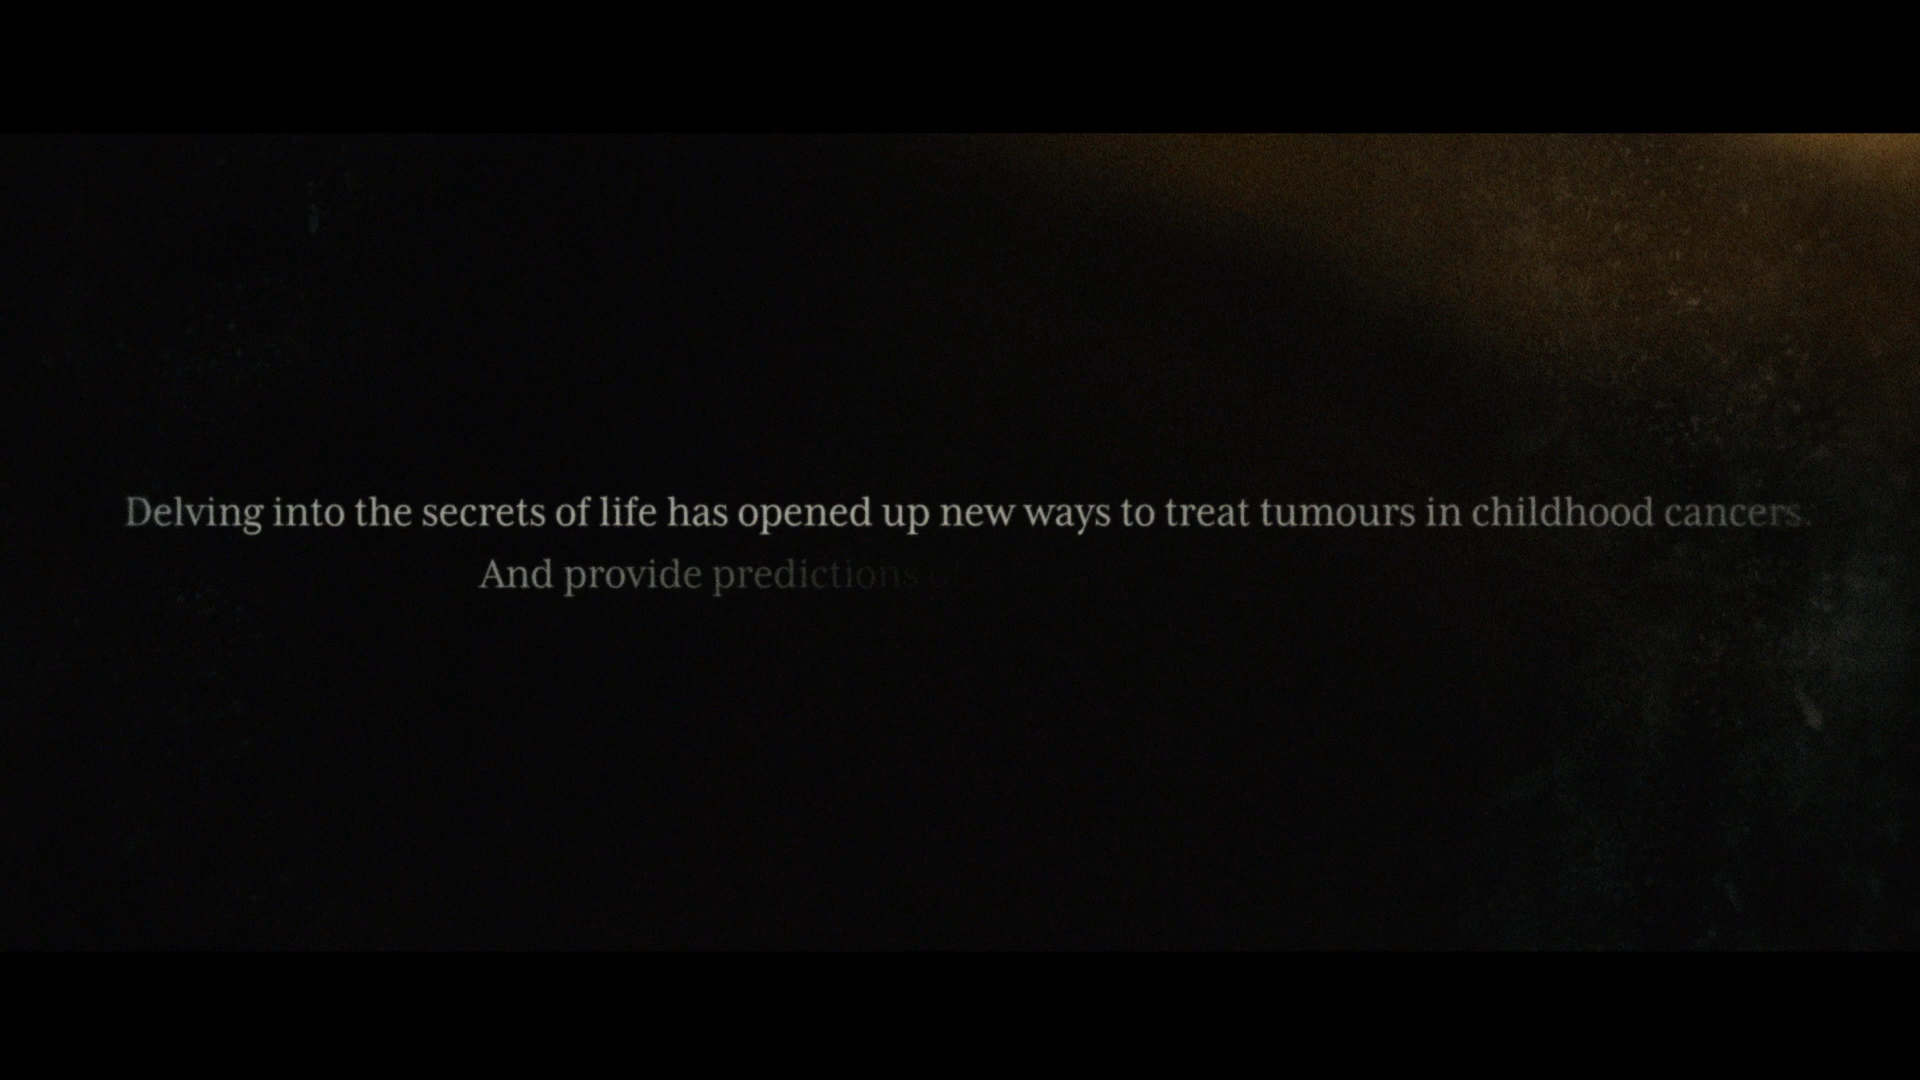 Delving into the secrets of life has opened up new ways to treat tumours in childhood cancers.
And provide predictions of